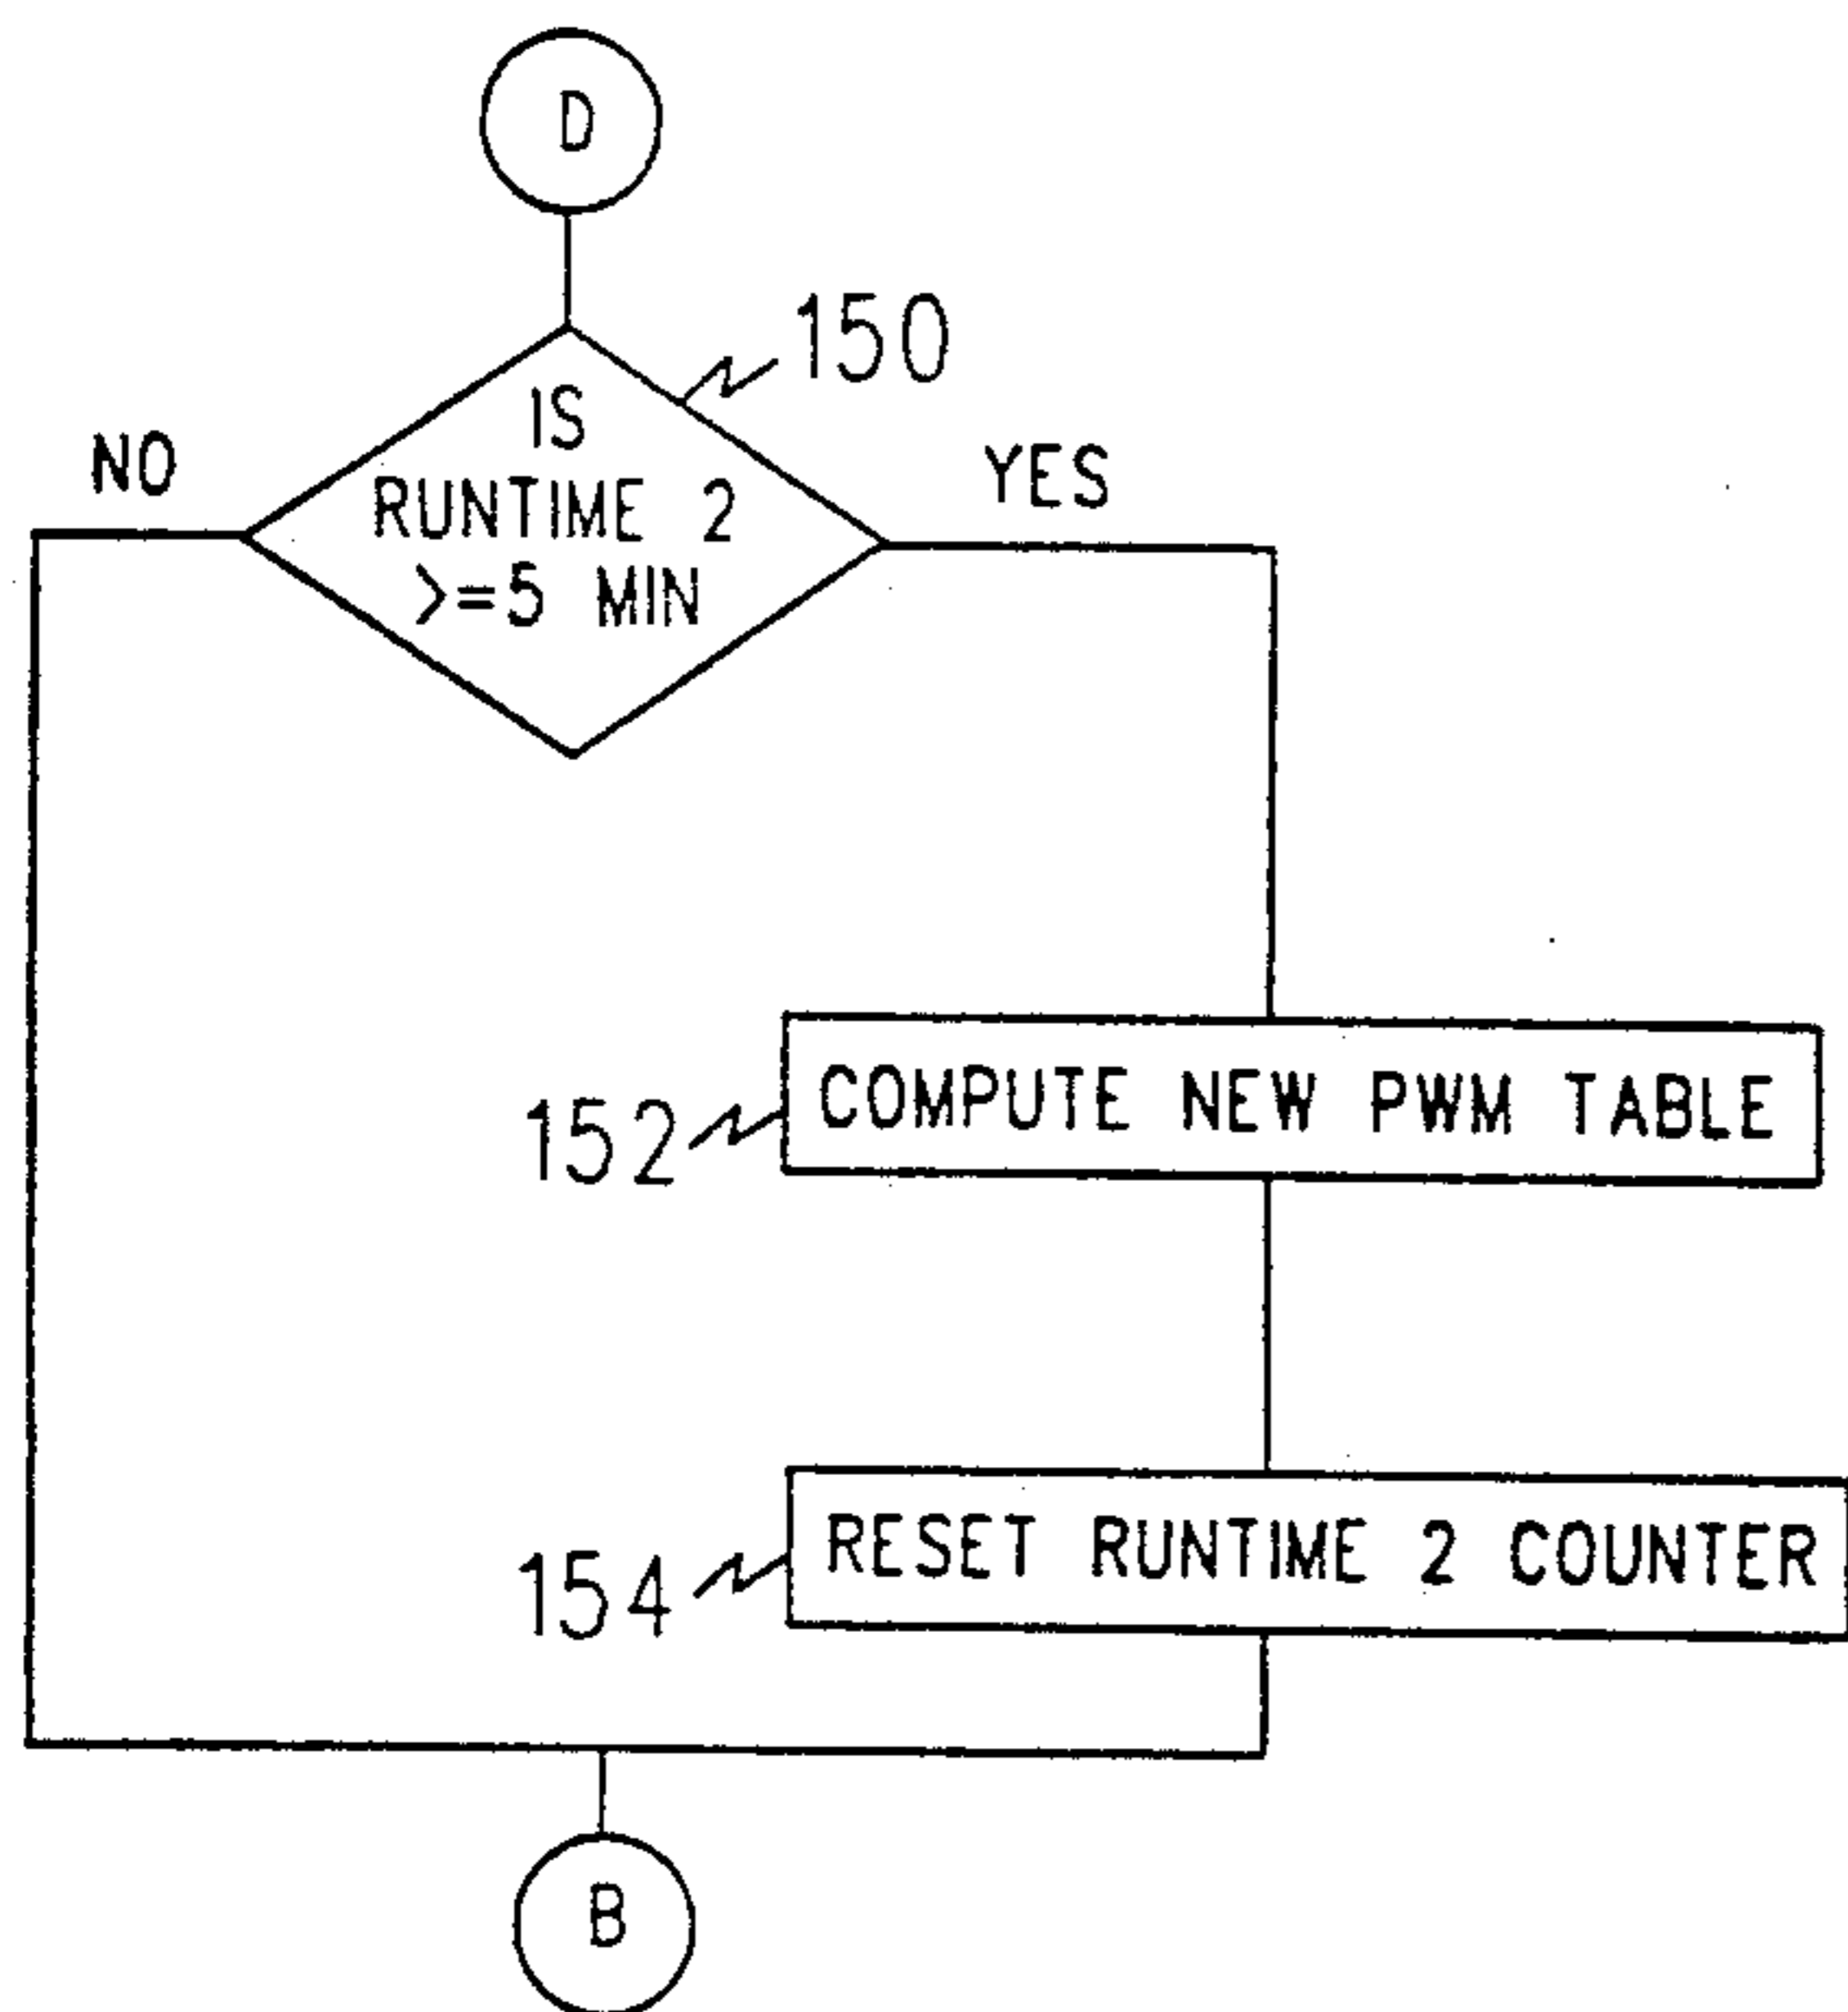 D
150
IS
NO
RUNTIME 2
YES
>=5 MIN
COMPUTE NEW PWM TABLE
152
RESET RUNTIME 2 COUNTER
154
B